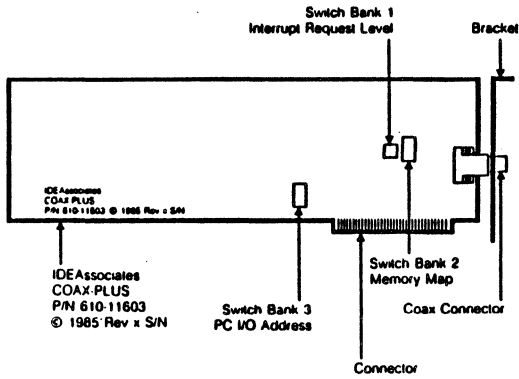 Switch Bank 1
Interrupt Request Level
Bracket
IDEAssociates
COAX PLUS
P/N 610-11603 © 1985 Rev x S/N
IDEAssociates
COAX-PLUS
P/N 610-11603
© 1985 Rev x S/N
Switch Bank 3
PC I/O Address
Switch Bank 2
Memory Map
Coax Connector
Connector